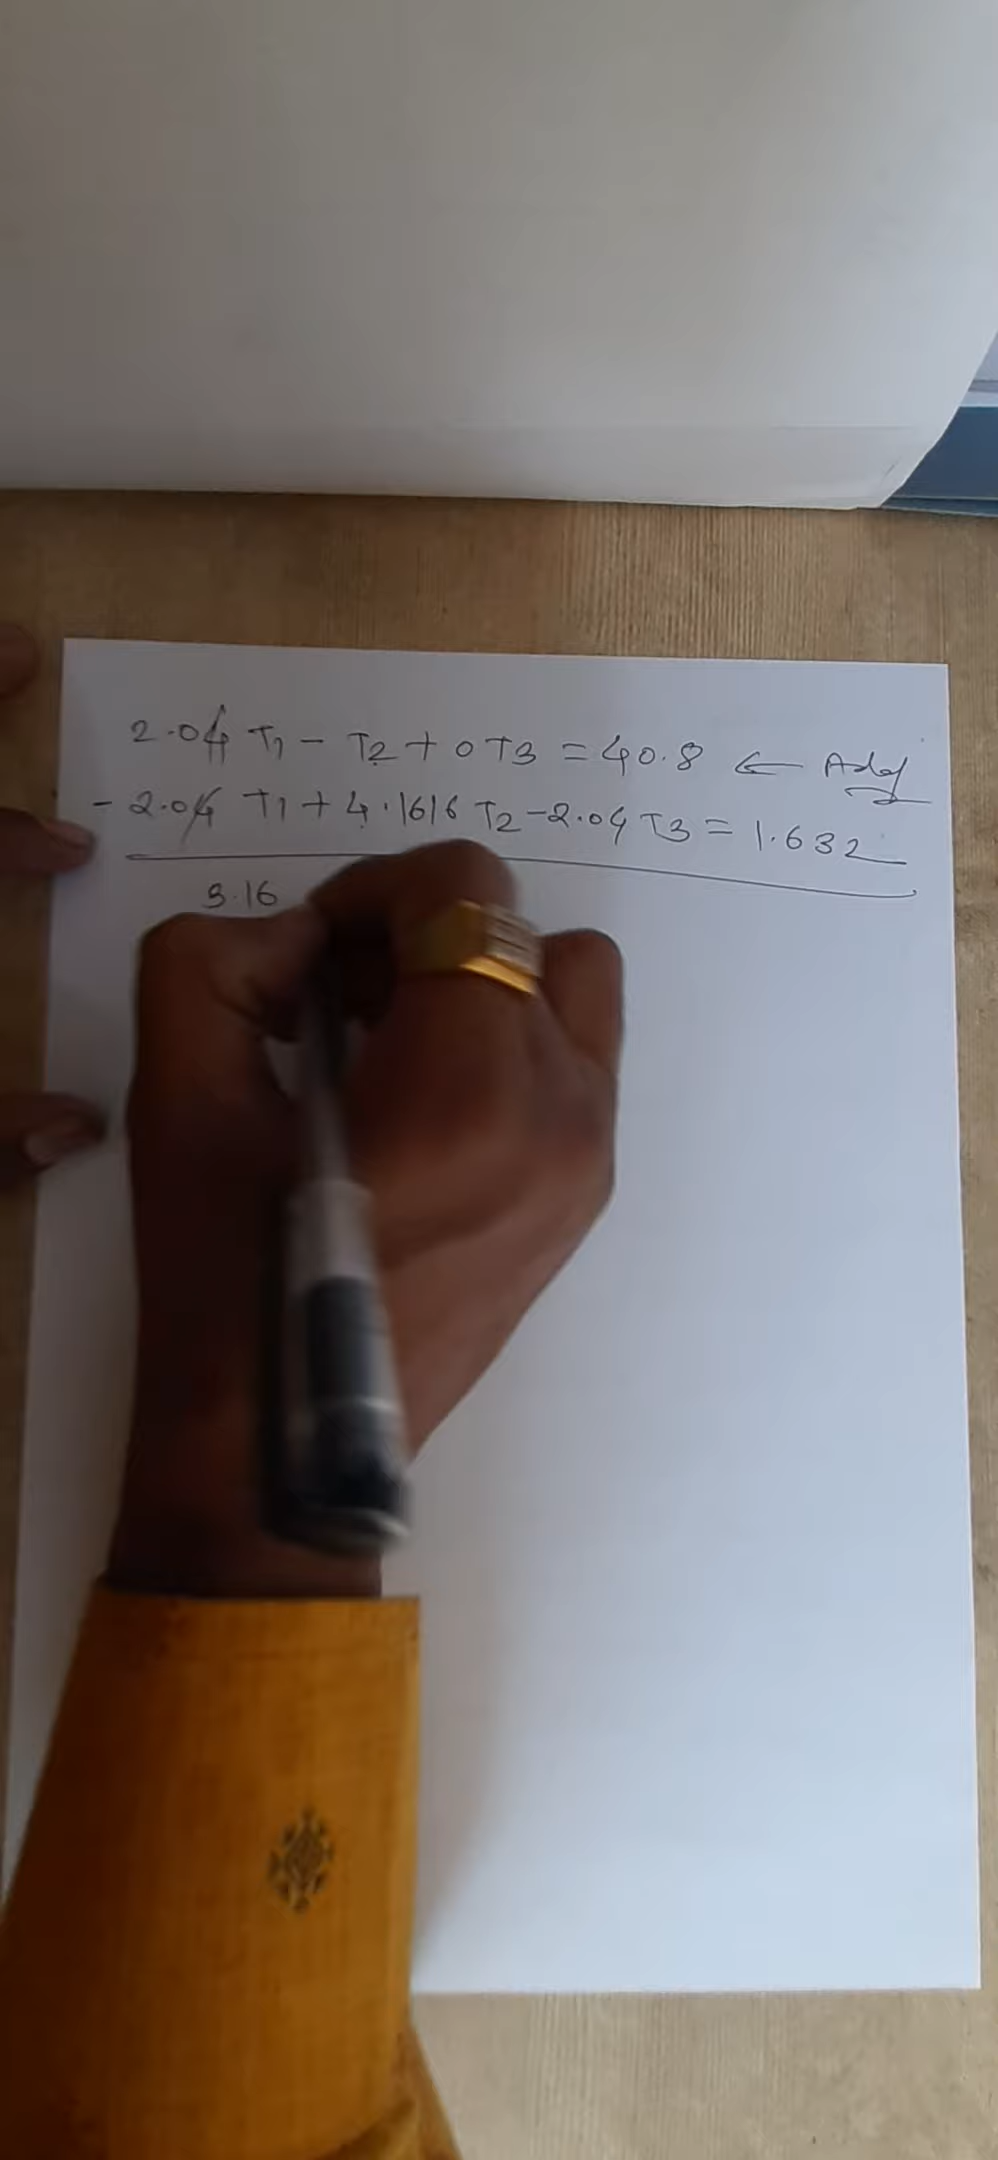 2.04 T1 - T2 + 0 T3 = 40.8 ← Add
- 2.04 T1 + 4.1616 T2 - 2.04 T3 = 1.632
3.16